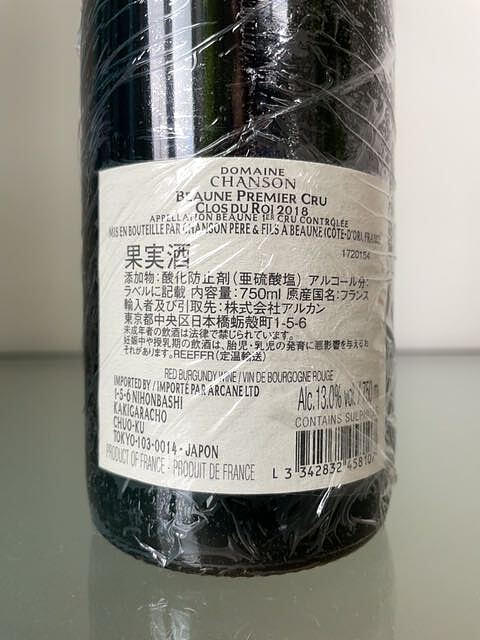 DOMAINE
CHANSON
BEAUNE PREMIER CRU
CLOS DU ROI 2018
APPELLATION BEAUNE 1ER CRU CONTRÔLÉE
MIS EN BOUTEILLE PAR CHANSON PÈRE & FILS À BEAUNE (CÔTE-D'OR), FRANCE
1720154
果実酒
添加物:酸化防止剤(亜硫酸塩) アルコール分:
ラベルに記載 内容量:750ml 原産国名:フランス
輸入者及び引取先:株式会社アルカン
東京都中央区日本橋蛎殻町1-5-6
未成年者の飲酒は法律で禁じられています。
妊娠中や授乳期の飲酒は、胎児・乳児の発育に悪影響を与えるお
それがあります。REEFER(定温輸送)
RED BURGUNDY WINE / VIN DE BOURGOGNE ROUGE
IMPORTED BY / IMPORTÉ PAR ARCANE LTD
1-5-6 NIHONBASHI
KAKIGARACHO
CHUO-KU
TOKYO-103-0014 - JAPON
PRODUCT OF FRANCE - PRODUIT DE FRANCE
Alc.13.0% vol. / 750 m
CONTAINS
L 3 342832 45810